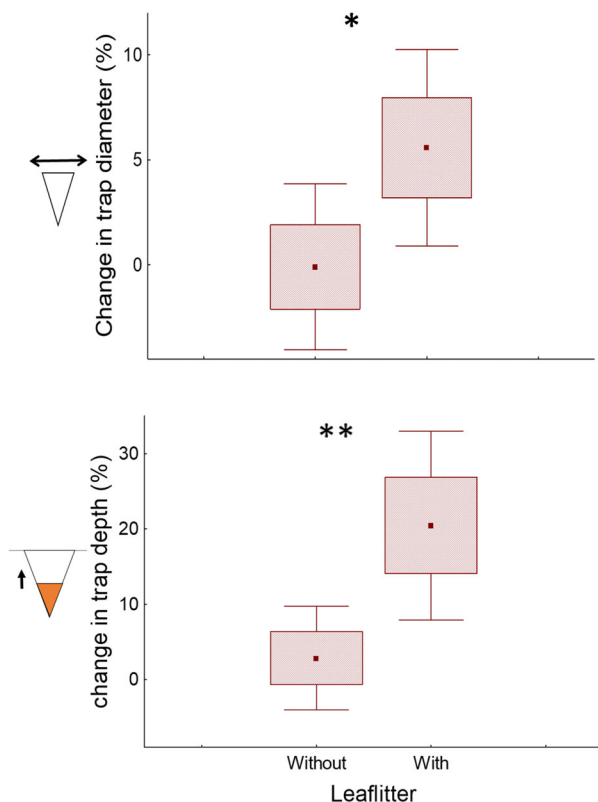 *
Change in trap diameter (%)
10
5
0
**
change in trap depth (%)
30
20
10
0
Without With
Leaflitter